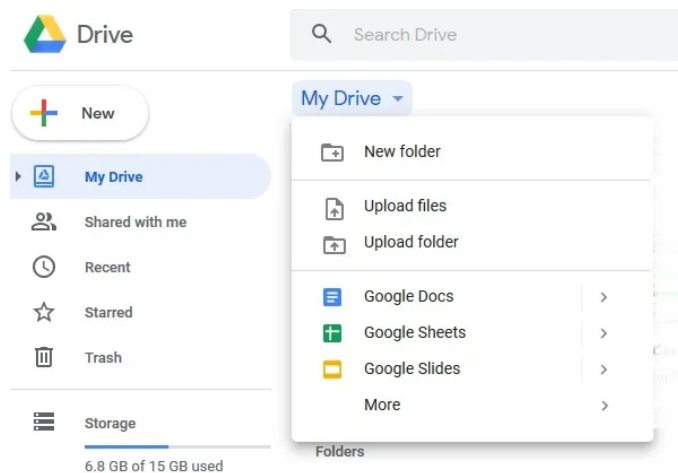 Drive
Search Drive
New
My Drive
Shared with me
Recent
Starred
Trash
Storage
6.8 GB of 15 GB used
My Drive
New folder
Upload files
Upload folder
Google Docs
Google Sheets
Google Slides
More
Folders